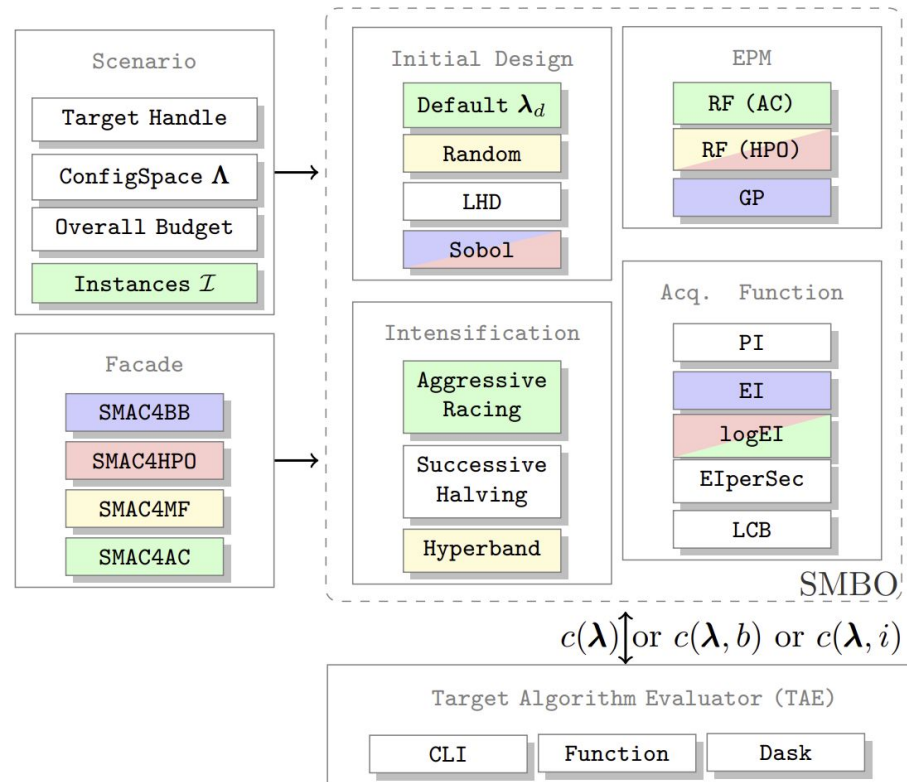 Scenario
Target Handle
ConfigSpace Λ
Overall Budget
Instances ℐ
Facade
SMAC4BB
SMAC4HPO
SMAC4MF
SMAC4AC
Initial Design
Default λ_d
Random
LHD
Sobol
Intensification
Aggressive
Racing
Successive
Halving
Hyperband
EPM
RF (AC)
RF (HPO)
GP
Acq. Function
PI
EI
logEI
EIperSec
LCB
SMBO
c(λ) or c(λ, b) or c(λ, i)
Target Algorithm Evaluator (TAE)
CLI
Function
Dask